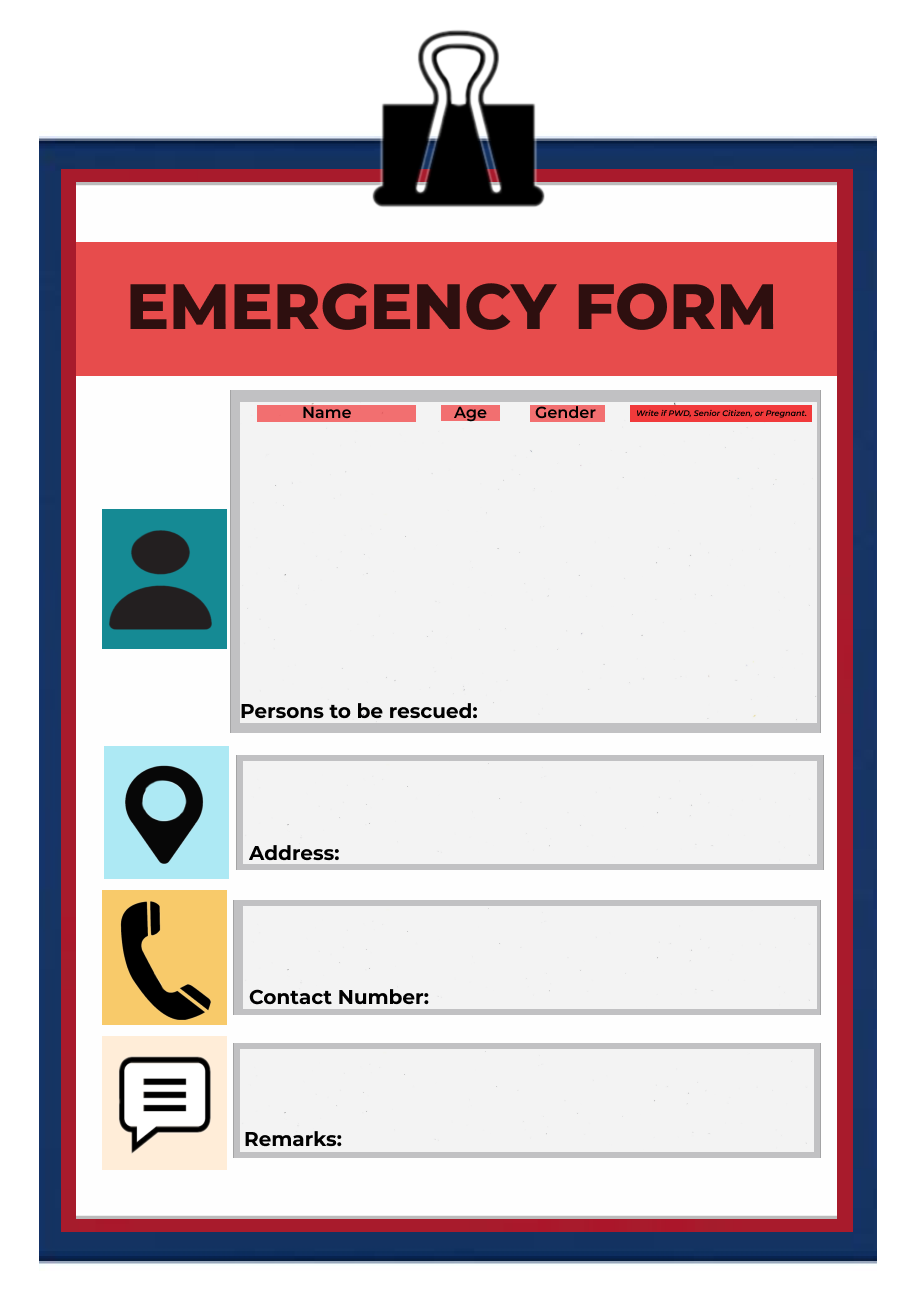 EMERGENCY FORM
Name Age Gender Write if PWD, Senior Citizen, or Pregnant.
Persons to be rescued:
Address:
Contact Number:
Remarks: